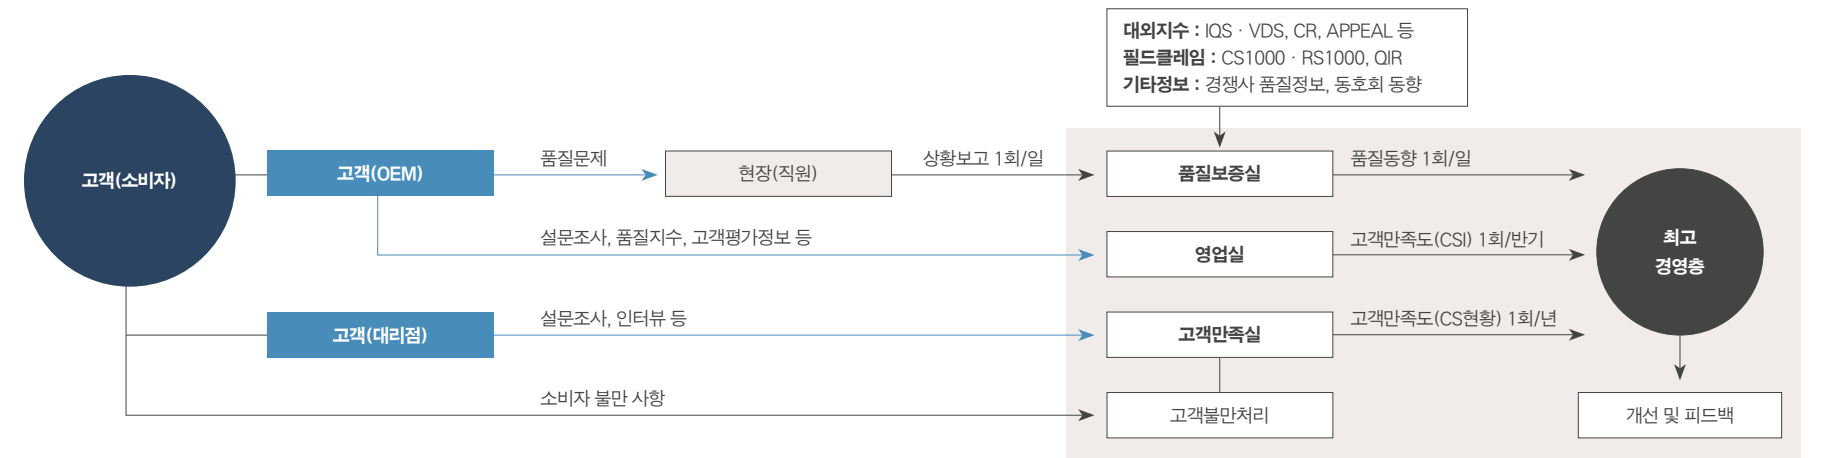 대외지수 : IQS · VDS, CR, APPEAL 등
필드클레임 : CS1000 · RS1000, QIR
기타정보 : 경쟁사 품질정보, 동호회 동향
고객(소비자)
고객(OEM)
품질문제
현장(직원)
상황보고 1회/일
품질보증실
품질동향 1회/일
설문조사, 품질지수, 고객평가정보 등
영업실
고객만족도(CSI) 1회/반기
최고
경영층
고객(대리점)
설문조사, 인터뷰 등
고객만족실
고객만족도(CS현황) 1회/년
소비자 불만 사항
고객불만처리
개선 및 피드백